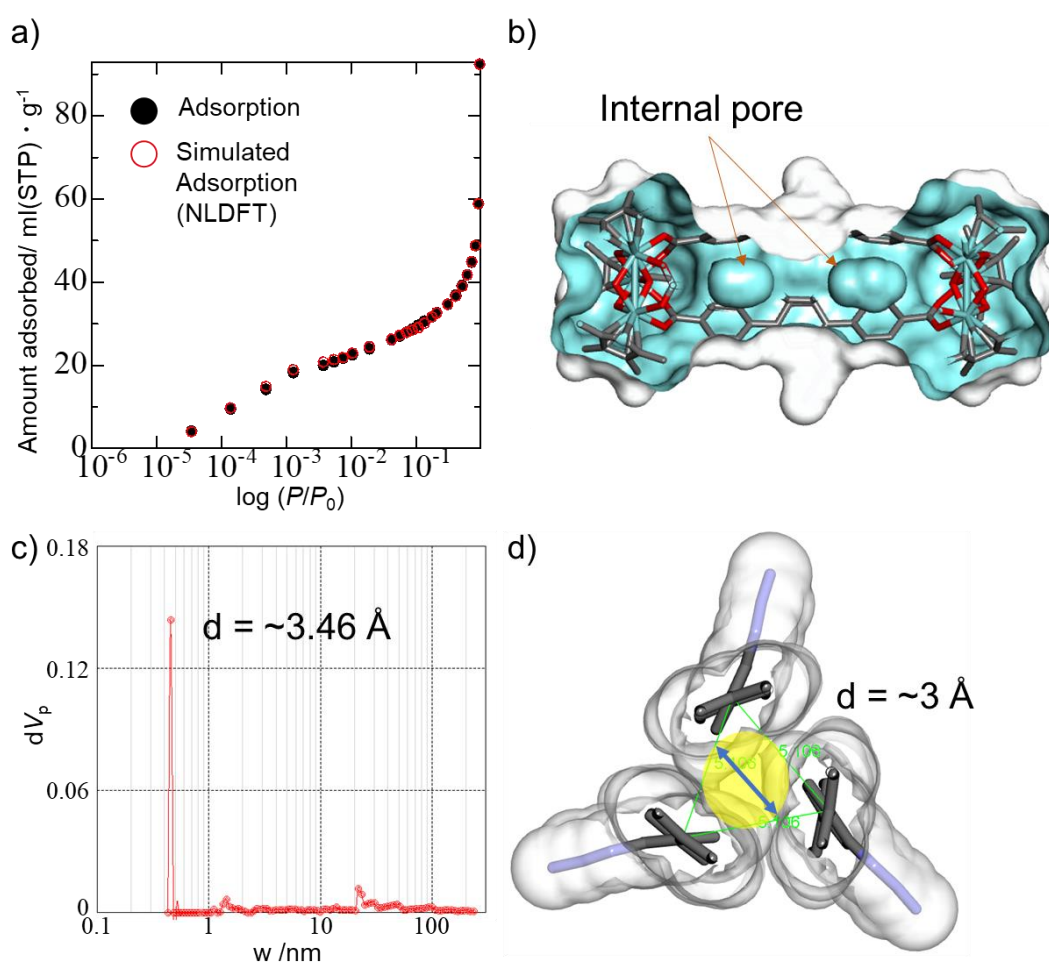 a)
Amount adsorbed/ ml(STP)・g-1
80
60
40
20
0
Adsorption
Simulated
Adsorption
(NLDFT)
10-6
10-5
10-4
10-3
10-2
10-1
log (P/P0)
b)
Internal pore
c)
dVp
0.18
0.12
0.06
0
d = ~3.46 Å
0.1
1
10
100
w /nm
d)
d = ~3 Å